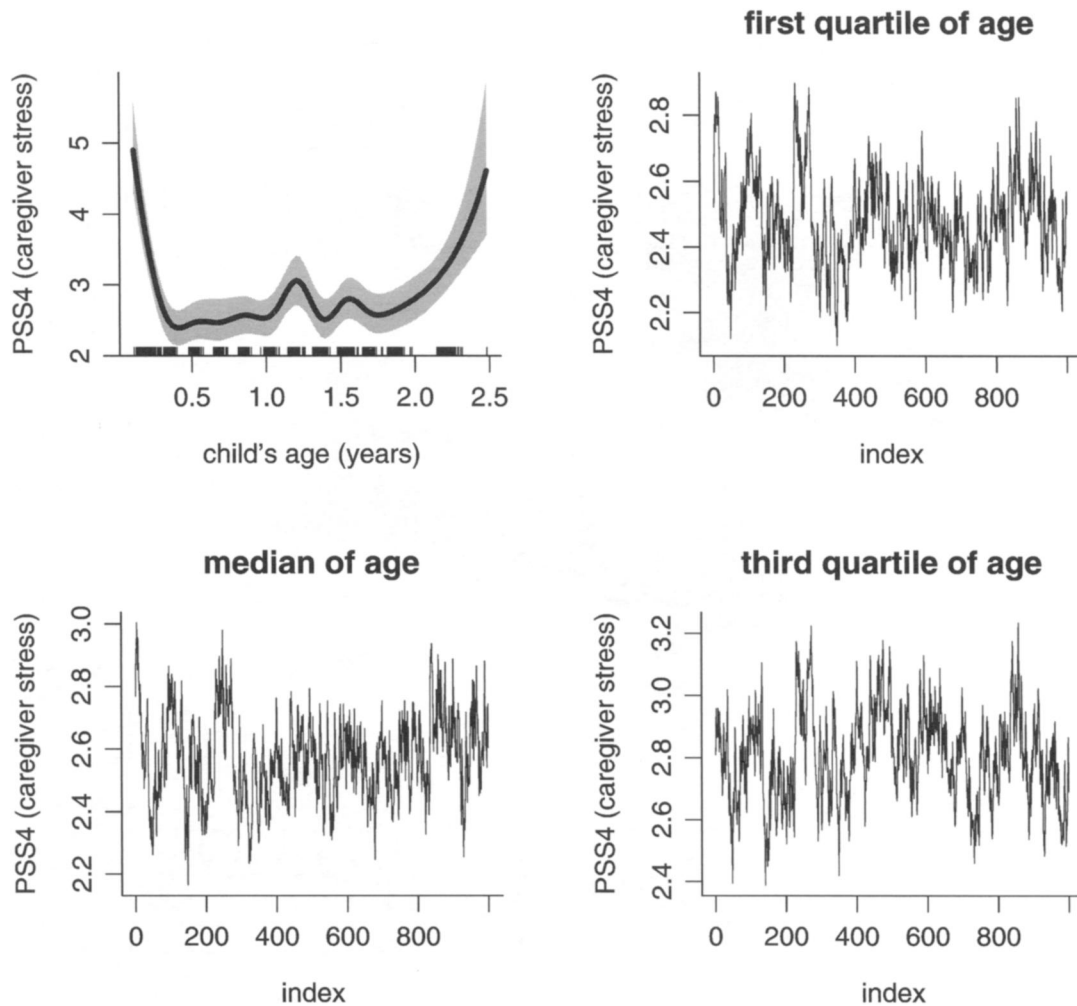 first quartile of age
PSS4 (caregiver stress)
5
4
3
2
0.5 1.0 1.5 2.0 2.5
child's age (years)
PSS4 (caregiver stress)
2.8
2.6
2.4
2.2
0 200 400 600 800
index
median of age
PSS4 (caregiver stress)
3.0
2.8
2.6
2.4
2.2
0 200 400 600 800
index
third quartile of age
PSS4 (caregiver stress)
3.2
3.0
2.8
2.6
2.4
0 200 400 600 800
index